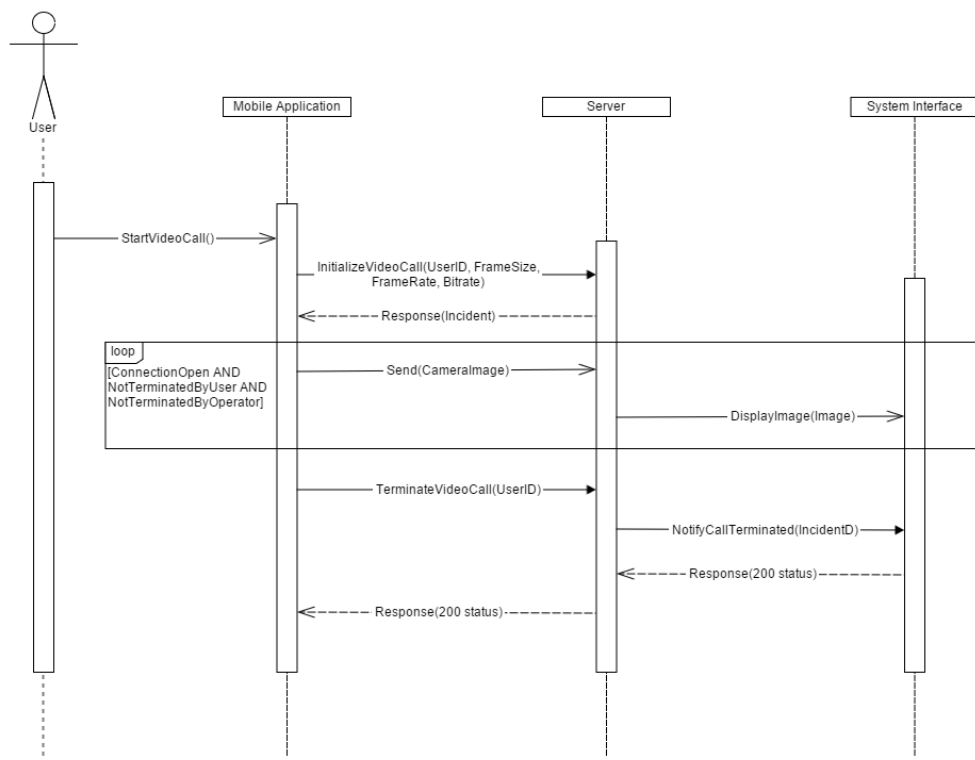 Mobile Application
Server
System Interface
User
StartVideoCall()
InitializeVideoCall(UserID, FrameSize,
FrameRate, Bitrate)
Response(Incident)
loop
[ConnectionOpen AND
NotTerminatedByUser AND
NotTerminatedByOperator]
Send(CameraImage)
DisplayImage(Image)
TerminateVideoCall(UserID)
NotifyCallTerminated(IncidentD)
Response(200 status)
Response(200 status)